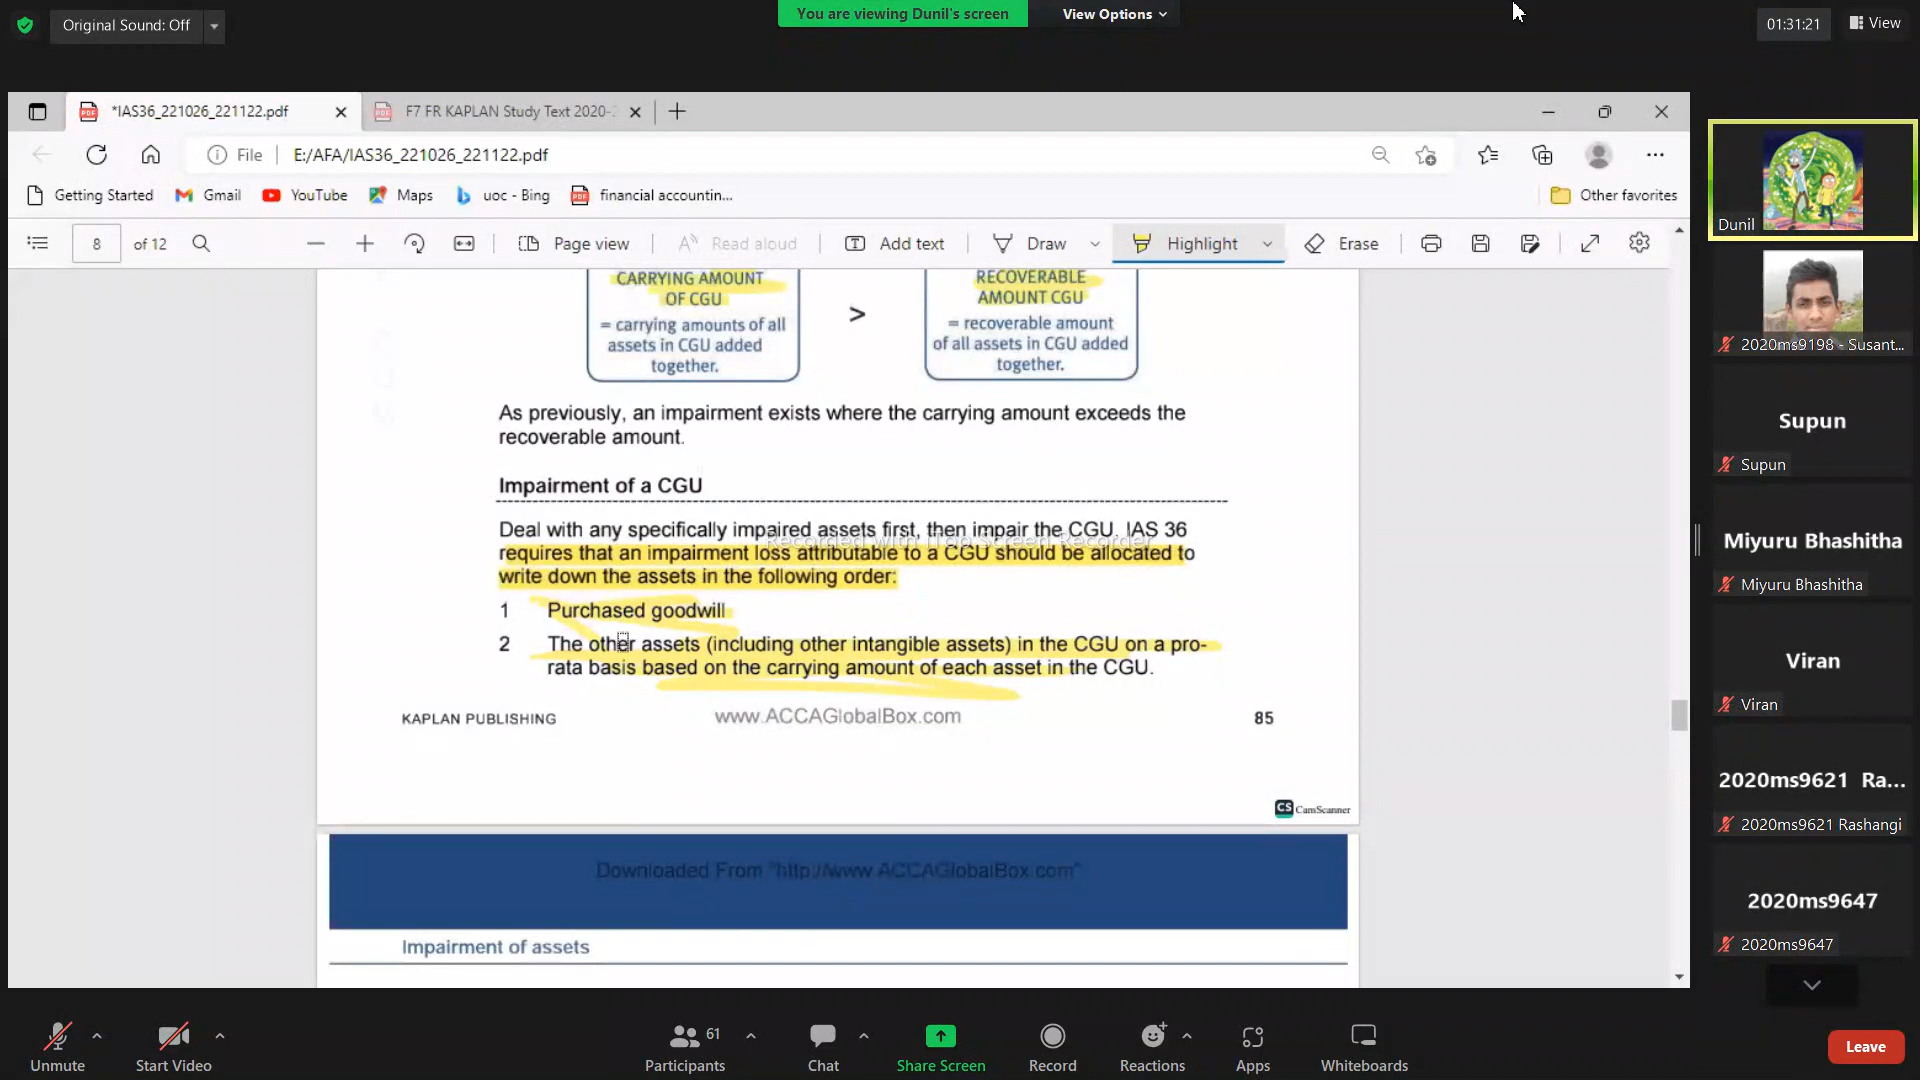 Original Sound: Off
You are viewing Dunil's screen
View Options
01:31:21
View
*IAS36_221026_221122.pdf
F7 FR KAPLAN Study Text 2020-
File
E:/AFA/IAS36_221026_221122.pdf
Getting Started
Gmail
YouTube
Maps
uoc - Bing
financial accountin...
Other favorites
8
of 12
Page view
Read aloud
Add text
Draw
Highlight
Erase
CARRYING AMOUNT
OF CGU
= carrying amounts of all
assets in CGU added
together.
>
RECOVERABLE
AMOUNT CGU
= recoverable amount
of all assets in CGU added
together.
As previously, an impairment exists where the carrying amount exceeds the
recoverable amount.
Impairment of a CGU
Deal with any specifically impaired assets first, then impair the CGU. IAS 36
Recorded with iTop Screen Recorder
requires that an impairment loss attributable to a CGU should be allocated to
write down the assets in the following order:
1 Purchased goodwill
2 The other assets (including other intangible assets) in the CGU on a pro-
rata basis based on the carrying amount of each asset in the CGU.
KAPLAN PUBLISHING
www.ACCAGlobalBox.com
85
CS CamScanner
Downloaded From "http://www.ACCAGlobalBox.com"
Impairment of assets
Dunil
2020ms9198 - Susant...
Supun
Supun
Miyuru Bhashitha
Miyuru Bhashitha
Viran
Viran
2020ms9621 Ra...
2020ms9621 Rashangi
2020ms9647
2020ms9647
Unmute
Start Video
61
Participants
Chat
Share Screen
Record
Reactions
Apps
Whiteboards
Leave